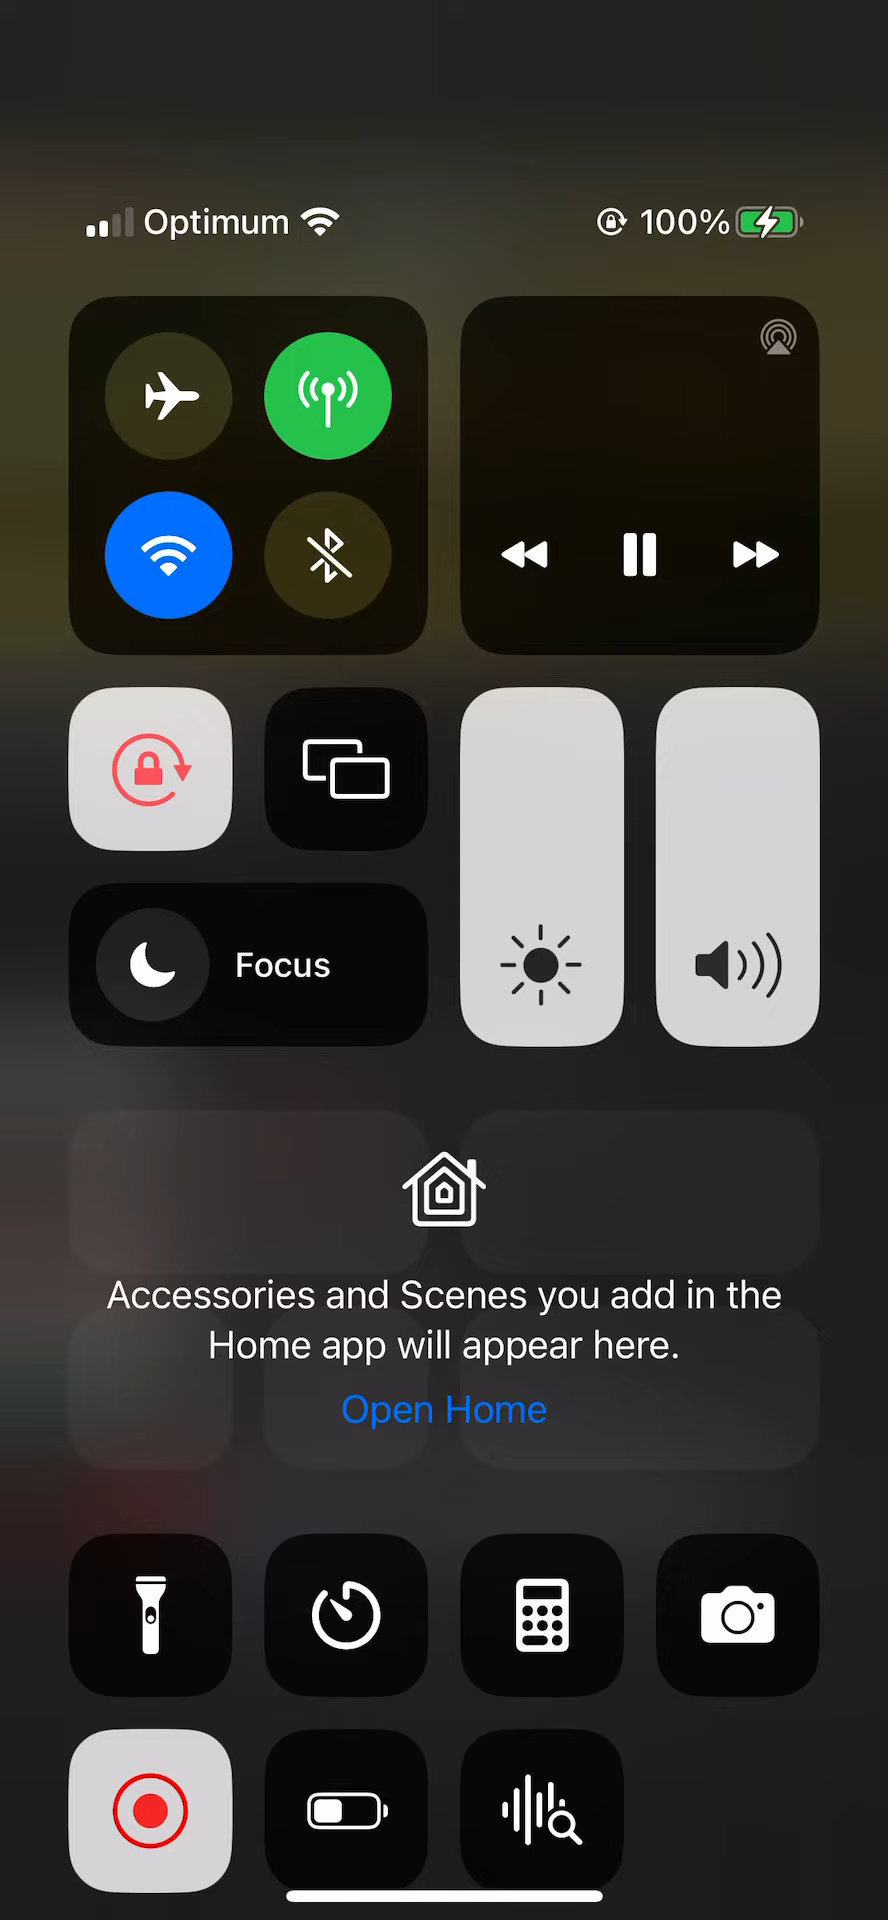 Optimum 100%
Focus
Accessories and Scenes you add in the
Home app will appear here.
Open Home